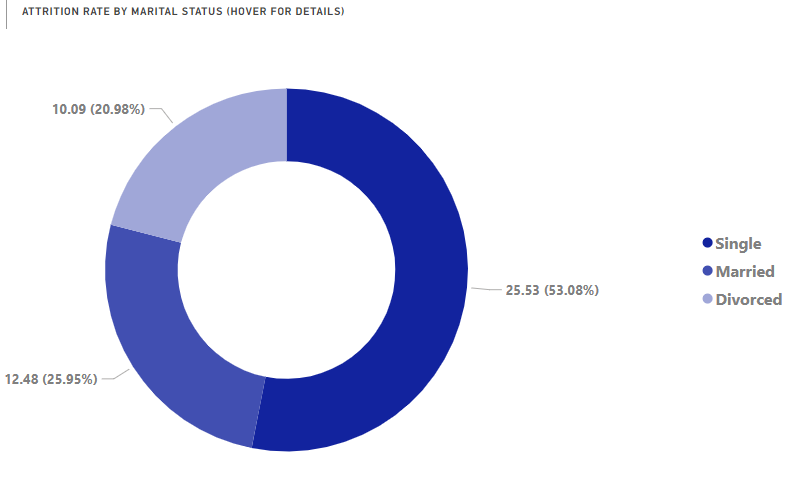 ATTRITION RATE BY MARITAL STATUS (HOVER FOR DETAILS)
10.09 (20.98%)
Single
Married
25.53 (53.08%)
Divorced
12.48 (25.95%)